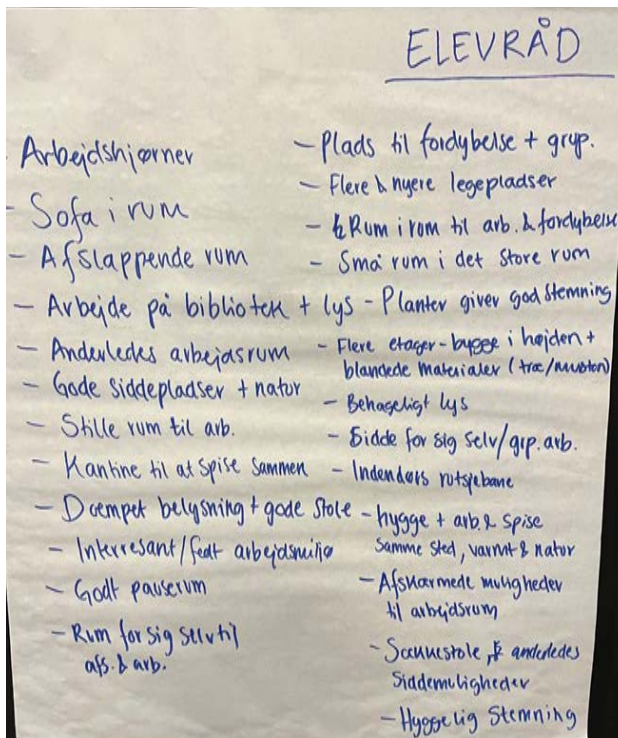 ELEVRÅD
- Arbejdshjørner
- Sofa i rum
- Afslappende rum
- Arbejde på bibliotek + lys
- Anderledes arbejdsrum
- Gode siddepladser + natur
- Stille rum til arb.
- Kantine til at spise sammen
- Dæmpet belysning + gode stole
- Interresant/fedt arbejdsmiljø
- Godt pauserum
- Rum for sig selv til
afs. & arb.
- Plads til fordybelse + grup.
- Flere & nyere legepladser
- Rum i rom til arb. & fordybelse
- Små rum i det store rum
- Planter giver god stemning
- Flere etager - bygge i højden +
blandede materialer (træ/mursten)
- Behageligt lys
- Sidde for sig selv/grp. arb.
- Indendørs rutsjebane
- hygge + arb. & spise
samme sted, varmt & natur
- Afskærmede muligheder
til arbejdsrum
- Saccusestole, anderledes
siddemuligheder
- Hyggelig stemning